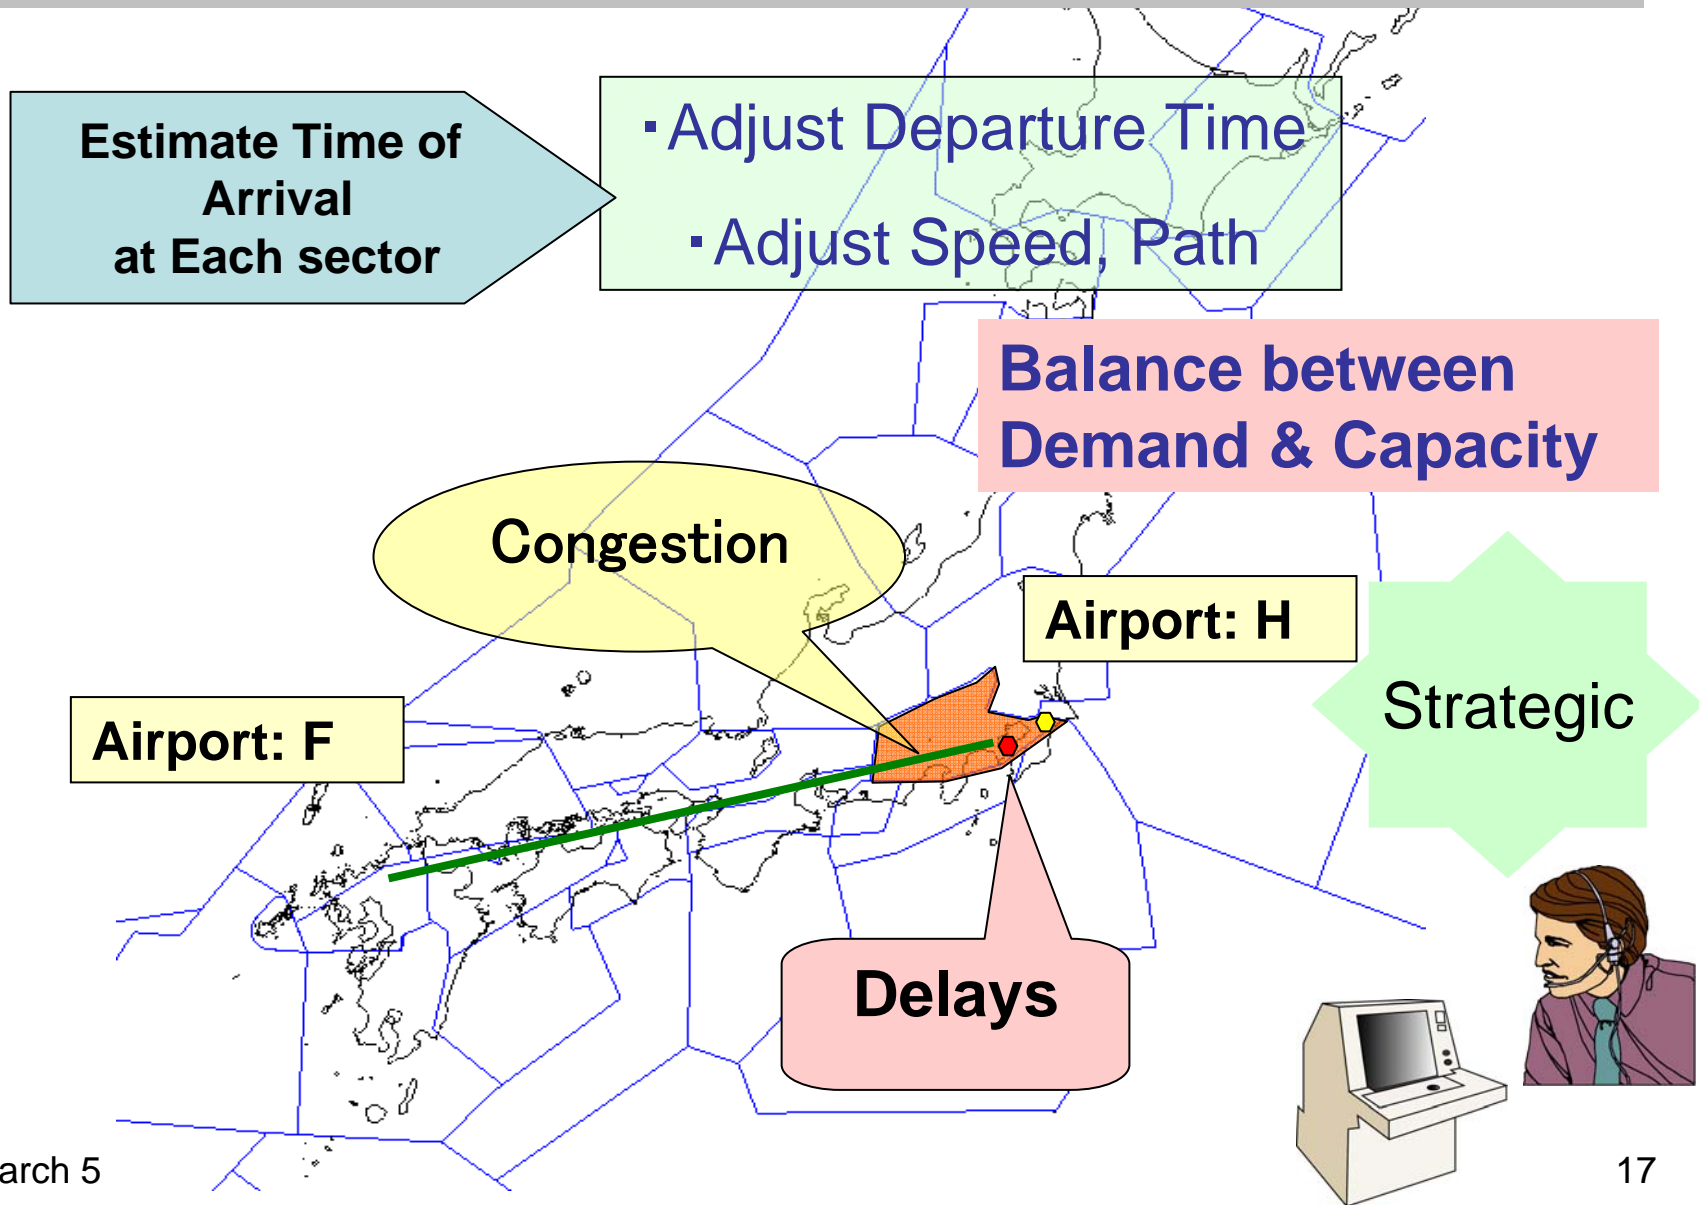 Estimate Time of
Arrival
at Each sector
・Adjust Departure Time
・Adjust Speed, Path
Balance between
Demand & Capacity
Congestion
Airport: H
Strategic
Airport: F
Delays
arch 5
17